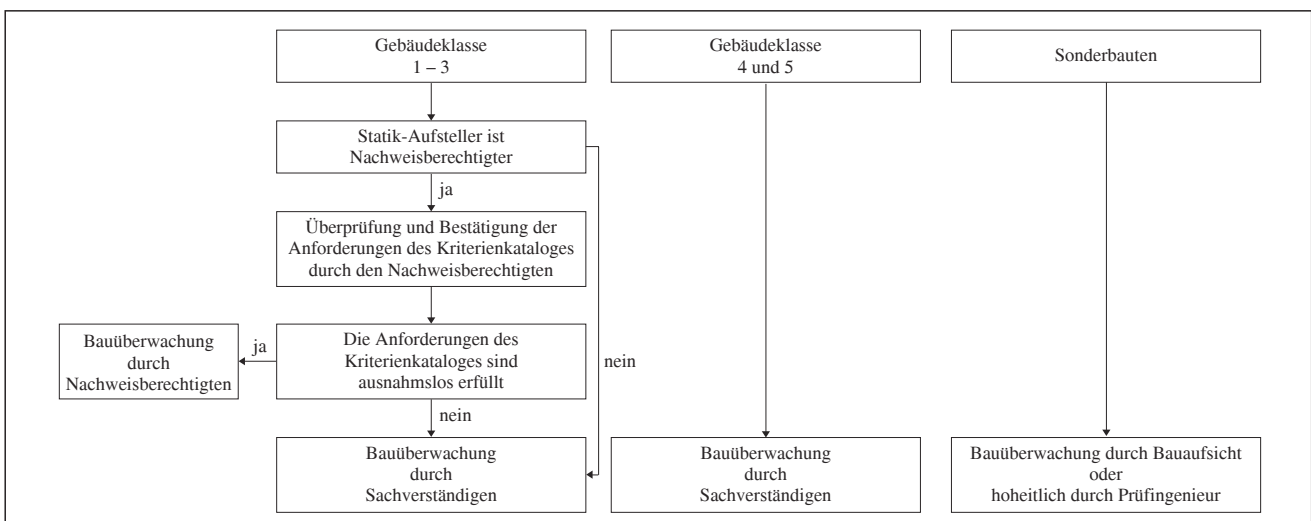 Gebäudeklasse
1 – 3
Gebäudeklasse
4 und 5
Sonderbauten
Statik-Aufsteller ist
Nachweisberechtigter
ja
Überprüfung und Bestätigung der
Anforderungen des Kriterienkataloges
durch den Nachweisberechtigten
Bauüberwachung
durch
Nachweisberechtigten
ja
Die Anforderungen des
Kriterienkataloges sind
ausnahmslos erfüllt
nein
nein
Bauüberwachung
durch
Sachverständigen
Bauüberwachung
durch
Sachverständigen
Bauüberwachung durch Bauaufsicht
oder
hoheitlich durch Prüfingenieur